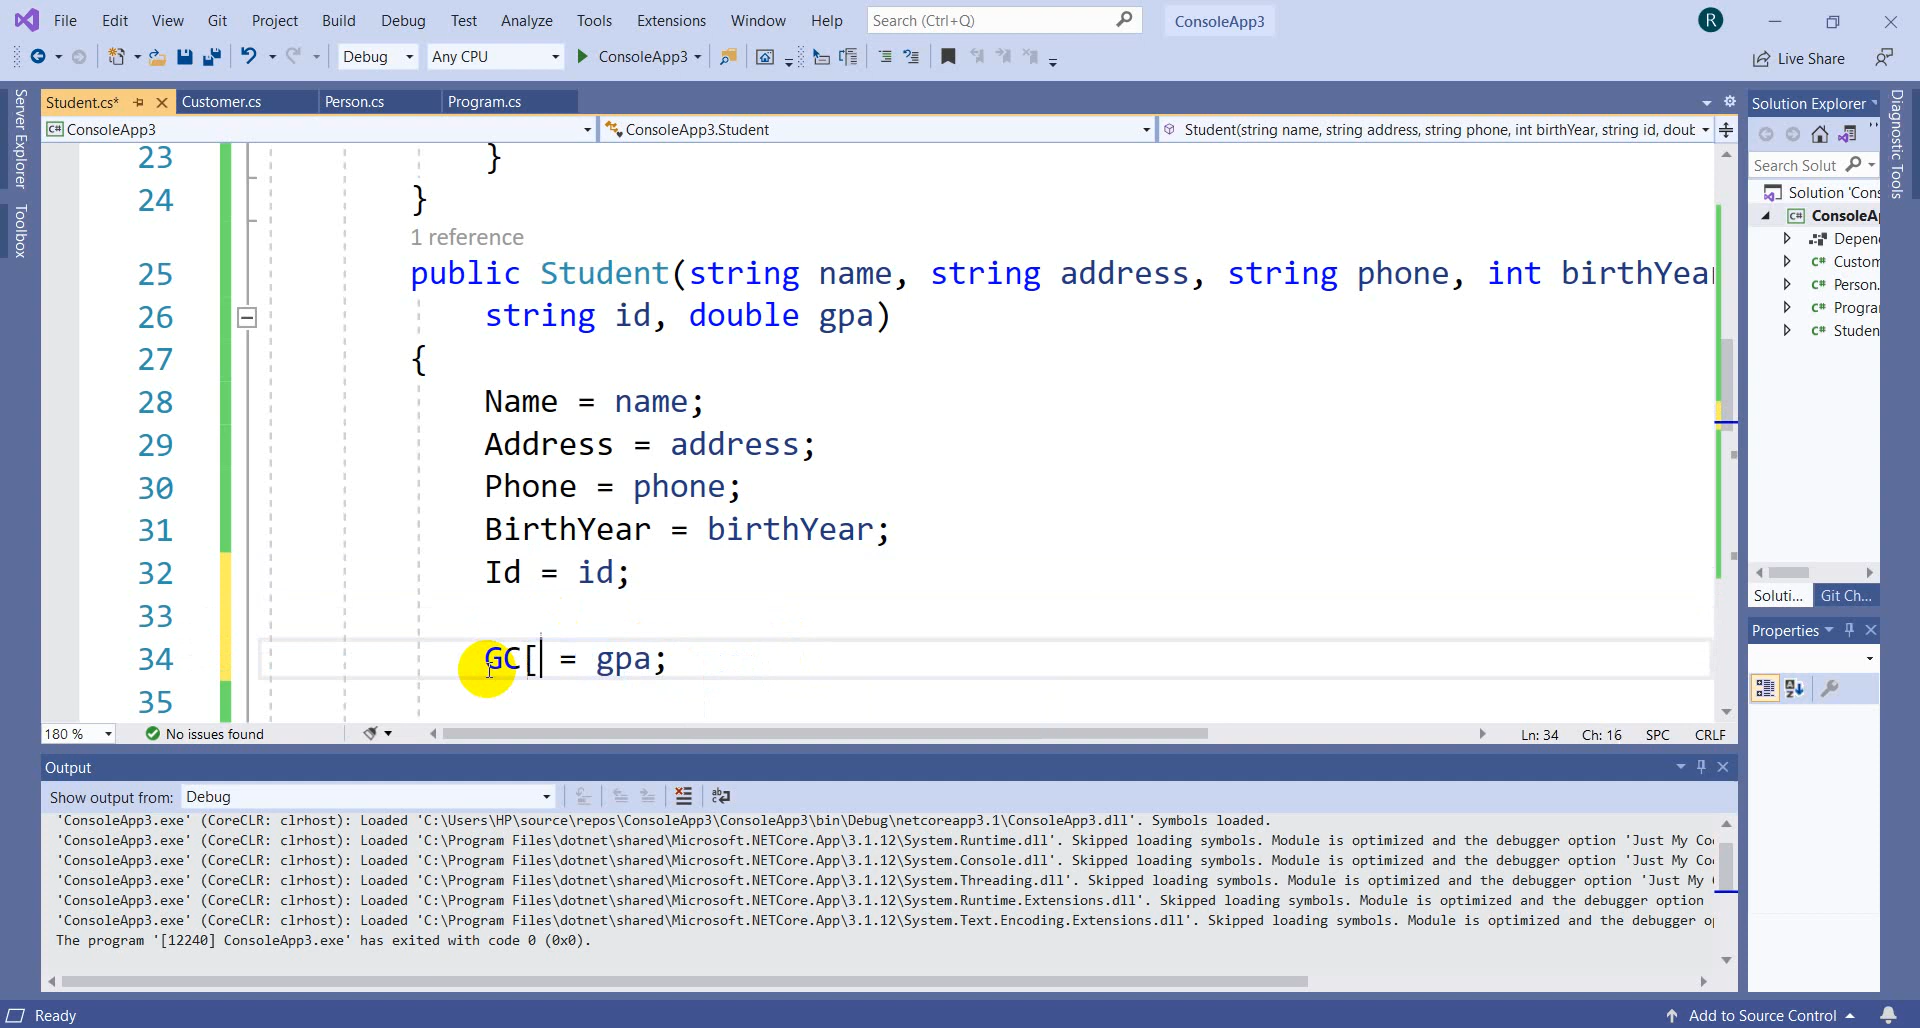 File Edit View Git Project Build Debug Test Analyze Tools Extensions Window Help Search (Ctrl+Q) ConsoleApp3 R
Debug Any CPU ConsoleApp3 Live Share
Server Explorer
Toolbox
Student.cs* Customer.cs Person.cs Program.cs
ConsoleApp3 ConsoleApp3.Student Student(string name, string address, string phone, int birthYear, string id, doub
23 }
24 }
1 reference
25 public Student(string name, string address, string phone, int birthYear
26 string id, double gpa)
27 {
28 Name = name;
29 Address = address;
30 Phone = phone;
31 BirthYear = birthYear;
32 Id = id;
33
34 GC[ = gpa;
35
180 % No issues found Ln: 34 Ch: 16 SPC CRLF
Output
Show output from: Debug
'ConsoleApp3.exe' (CoreCLR: clrhost): Loaded 'C:\Users\HP\source\repos\ConsoleApp3\ConsoleApp3\bin\Debug\netcoreapp3.1\ConsoleApp3.dll'. Symbols loaded.
'ConsoleApp3.exe' (CoreCLR: clrhost): Loaded 'C:\Program Files\dotnet\shared\Microsoft.NETCore.App\3.1.12\System.Runtime.dll'. Skipped loading symbols. Module is optimized and the debugger option 'Just My Co
'ConsoleApp3.exe' (CoreCLR: clrhost): Loaded 'C:\Program Files\dotnet\shared\Microsoft.NETCore.App\3.1.12\System.Console.dll'. Skipped loading symbols. Module is optimized and the debugger option 'Just My Co
'ConsoleApp3.exe' (CoreCLR: clrhost): Loaded 'C:\Program Files\dotnet\shared\Microsoft.NETCore.App\3.1.12\System.Threading.dll'. Skipped loading symbols. Module is optimized and the debugger option 'Just My
'ConsoleApp3.exe' (CoreCLR: clrhost): Loaded 'C:\Program Files\dotnet\shared\Microsoft.NETCore.App\3.1.12\System.Runtime.Extensions.dll'. Skipped loading symbols. Module is optimized and the debugger option
'ConsoleApp3.exe' (CoreCLR: clrhost): Loaded 'C:\Program Files\dotnet\shared\Microsoft.NETCore.App\3.1.12\System.Text.Encoding.Extensions.dll'. Skipped loading symbols. Module is optimized and the debugger op
The program '[12240] ConsoleApp3.exe' has exited with code 0 (0x0).
Solution Explorer
Search Solut
Solution 'Cons
ConsoleA
Depen
Custom
Person.
Progra
Studen
Soluti... Git Ch...
Properties
Diagnostic Tools
Ready Add to Source Control